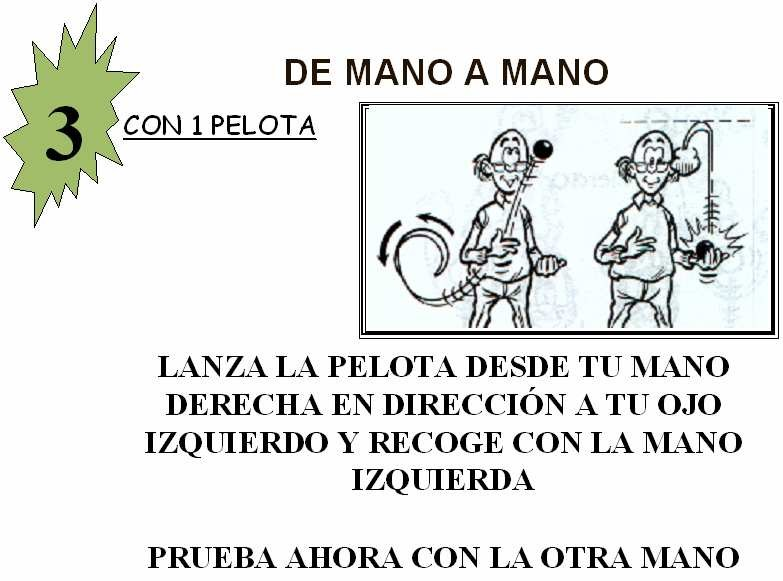 DE MANO A MANO
3
CON 1 PELOTA
LANZA LA PELOTA DESDE TU MANO
DERECHA EN DIRECCIÓN A TU OJO
IZQUIERDO Y RECOGE CON LA MANO
IZQUIERDA
PRUEBA AHORA CON LA OTRA MANO